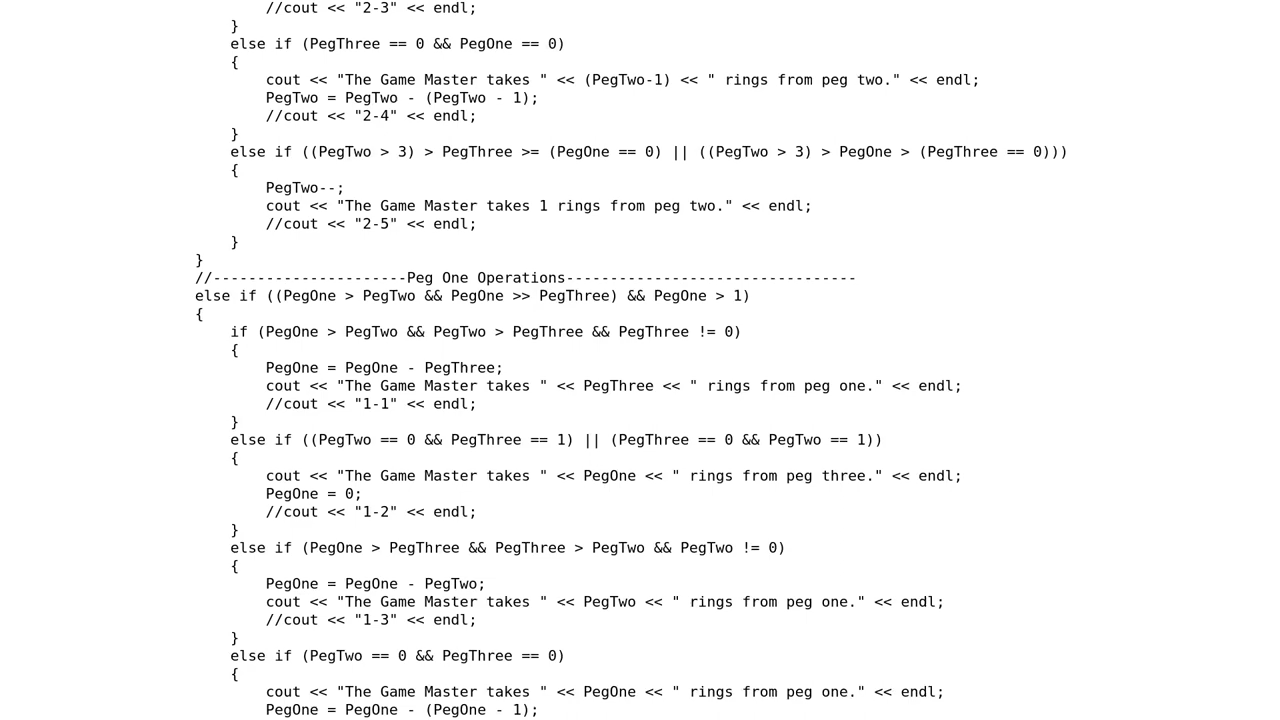 //cout << "2-3" << endl;
}
else if (PegThree == 0 && PegOne == 0)
{
cout << "The Game Master takes " << (PegTwo-1) << " rings from peg two." << endl;
PegTwo = PegTwo - (PegTwo - 1);
//cout << "2-4" << endl;
}
else if ((PegTwo > 3) > PegThree >= (PegOne == 0) || ((PegTwo > 3) > PegOne > (PegThree == 0)))
{
PegTwo--;
cout << "The Game Master takes 1 rings from peg two." << endl;
//cout << "2-5" << endl;
}
}
//----------------------Peg One Operations---------------------------------
else if ((PegOne > PegTwo && PegOne >> PegThree) && PegOne > 1)
{
if (PegOne > PegTwo && PegTwo > PegThree && PegThree != 0)
{
PegOne = PegOne - PegThree;
cout << "The Game Master takes " << PegThree << " rings from peg one." << endl;
//cout << "1-1" << endl;
}
else if ((PegTwo == 0 && PegThree == 1) || (PegThree == 0 && PegTwo == 1))
{
cout << "The Game Master takes " << PegOne << " rings from peg three." << endl;
PegOne = 0;
//cout << "1-2" << endl;
}
else if (PegOne > PegThree && PegThree > PegTwo && PegTwo != 0)
{
PegOne = PegOne - PegTwo;
cout << "The Game Master takes " << PegTwo << " rings from peg one." << endl;
//cout << "1-3" << endl;
}
else if (PegTwo == 0 && PegThree == 0)
{
cout << "The Game Master takes " << PegOne << " rings from peg one." << endl;
PegOne = PegOne - (PegOne - 1);